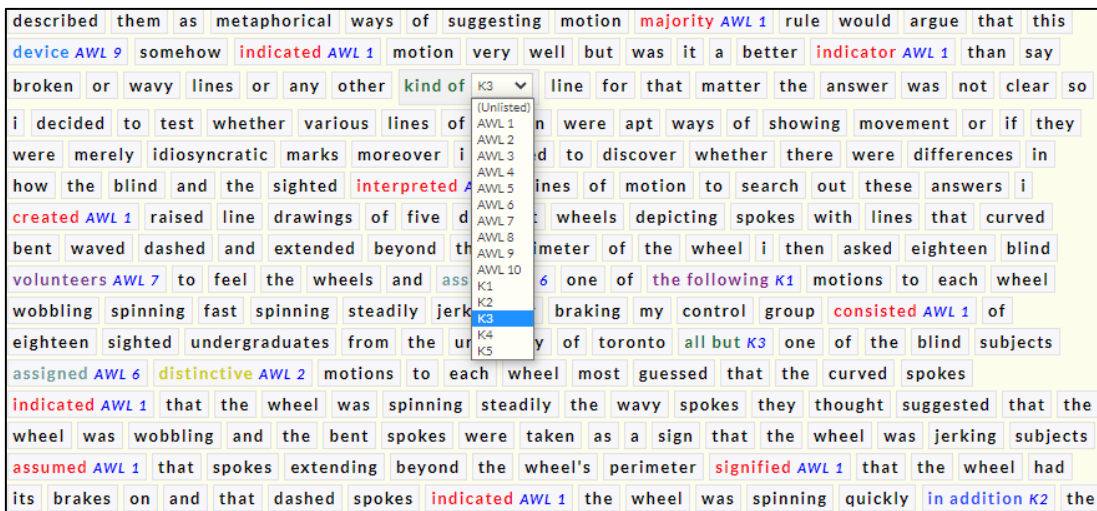 described them as metaphorical ways of suggesting motion majority AWL 1 rule would argue that this
device AWL 9 somehow indicated AWL 1 motion very well but was it a better indicator AWL 1 than say
broken or wavy lines or any other kind of K3 line for that matter the answer was not clear so
(Unlisted)
AWL 1
AWL 2
AWL 3
AWL 4
AWL 5
AWL 6
AWL 7
AWL 8
AWL 9
AWL 10
K1
K2
K3
K4
K5
i decided to test whether various lines of were apt ways of showing movement or if they
were merely idiosyncratic marks moreover i to discover whether there were differences in
how the blind and the sighted interpreted of motion to search out these answers i
created AWL 1 raised line drawings of five wheels depicting spokes with lines that curved
bent waved dashed and extended beyond of the wheel i then asked eighteen blind
volunteers AWL 7 to feel the wheels and 6 one of the following K1 motions to each wheel
wobbling spinning fast spinning steadily braking my control group consisted AWL 1 of
eighteen sighted undergraduates from the of toronto all but K3 one of the blind subjects
assigned AWL 6 distinctive AWL 2 motions to each wheel most guessed that the curved spokes
indicated AWL 1 that the wheel was spinning steadily the wavy spokes they thought suggested that the
wheel was wobbling and the bent spokes were taken as a sign that the wheel was jerking subjects
assumed AWL 1 that spokes extending beyond the wheel's perimeter signified AWL 1 that the wheel had
its brakes on and that dashed spokes indicated AWL 1 the wheel was spinning quickly in addition K2 the